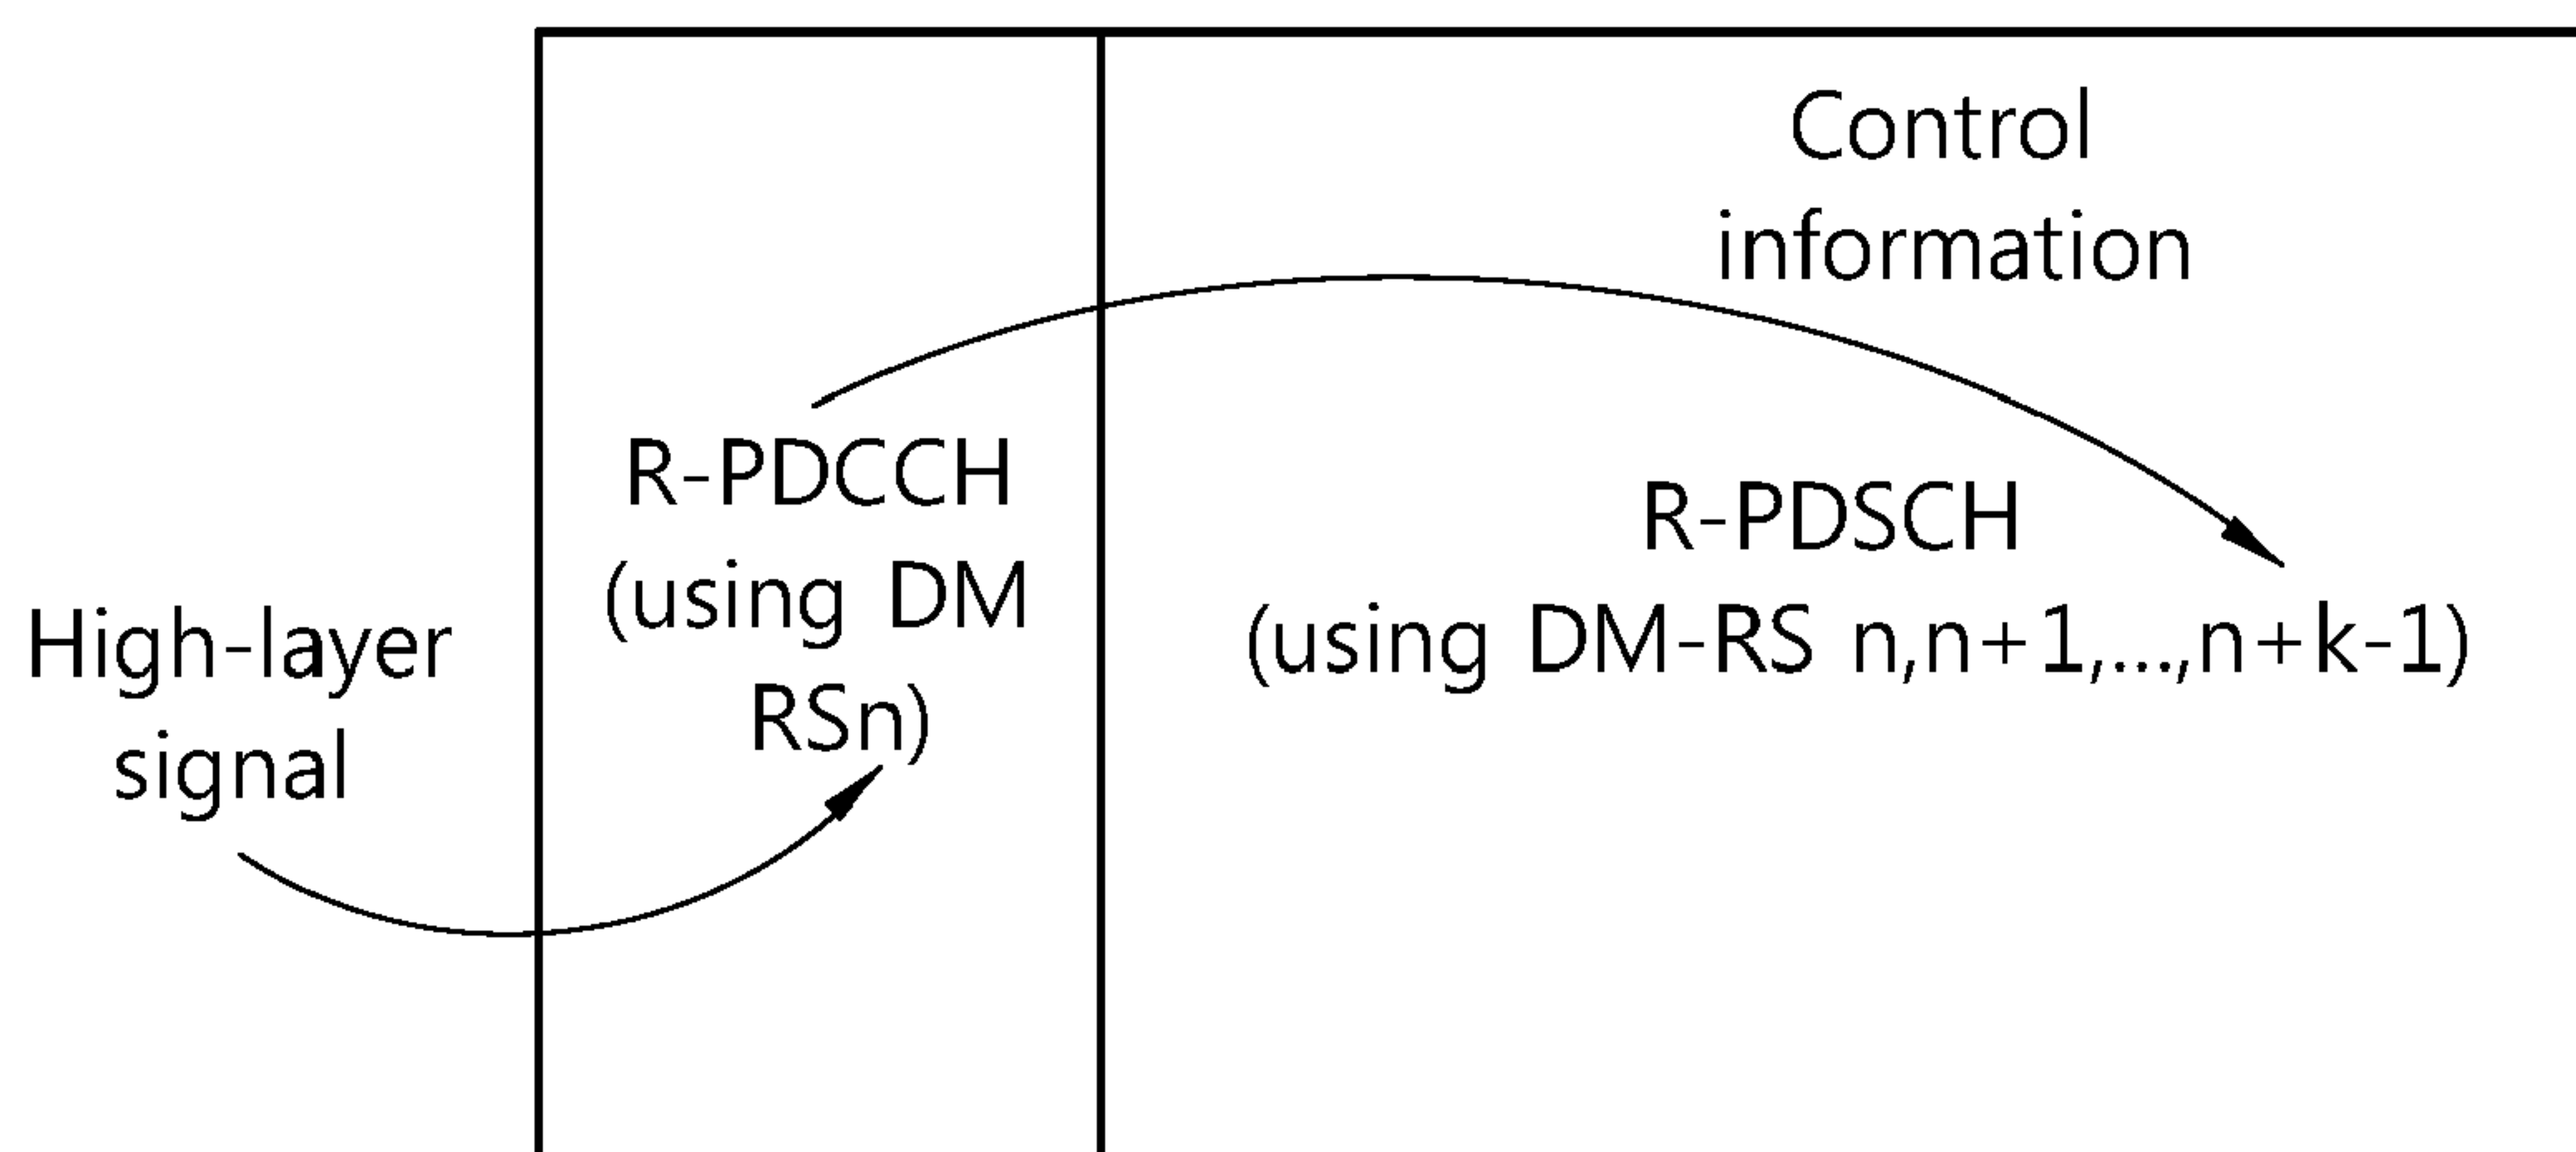 Control
information
R-PDCCH
(using DM
RSn)
R-PDSCH
(using DM-RS n,n+1,...,n+k-1)
High-layer
signal